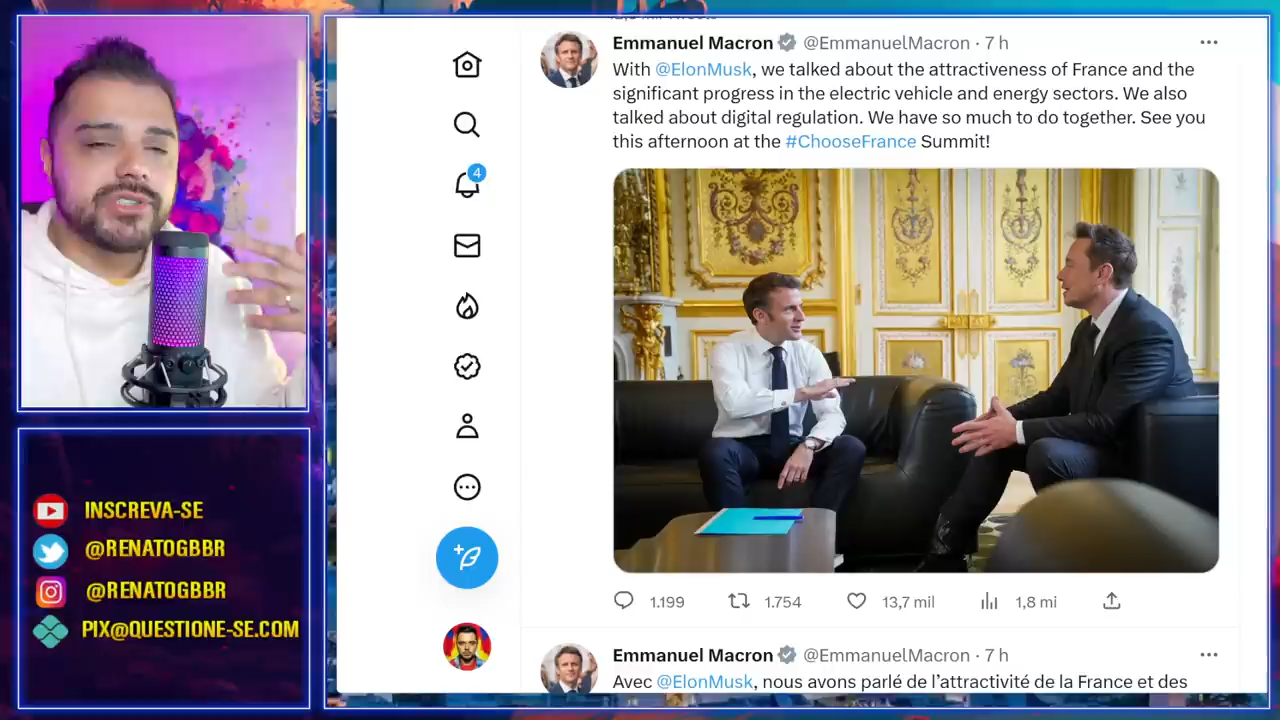 Emmanuel Macron @EmmanuelMacron · 7 h
With @ElonMusk, we talked about the attractiveness of France and the
significant progress in the electric vehicle and energy sectors. We also
talked about digital regulation. We have so much to do together. See you
this afternoon at the #ChooseFrance Summit!
4
1.199 1.754 13,7 mil 1,8 mi
Emmanuel Macron @EmmanuelMacron · 7 h
Avec @ElonMusk, nous avons parlé de l'attractivité de la France et des
INSCREVA-SE
@RENATOGBBR
@RENATOGBBR
PIX@QUESTIONE-SE.COM